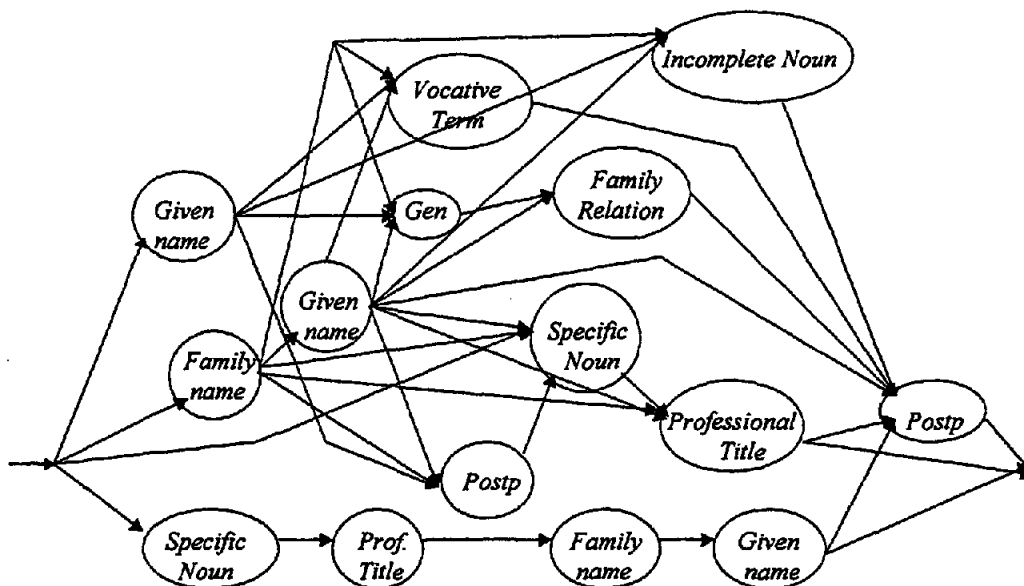 Incomplete Noun
Vocative
Term
Family
Relation
Given
name
Gen
Given
name
Specific
Noun
Family
name
Professional
Title
Postp
Postp
Specific
Noun
Prof.
Title
Family
name
Given
name